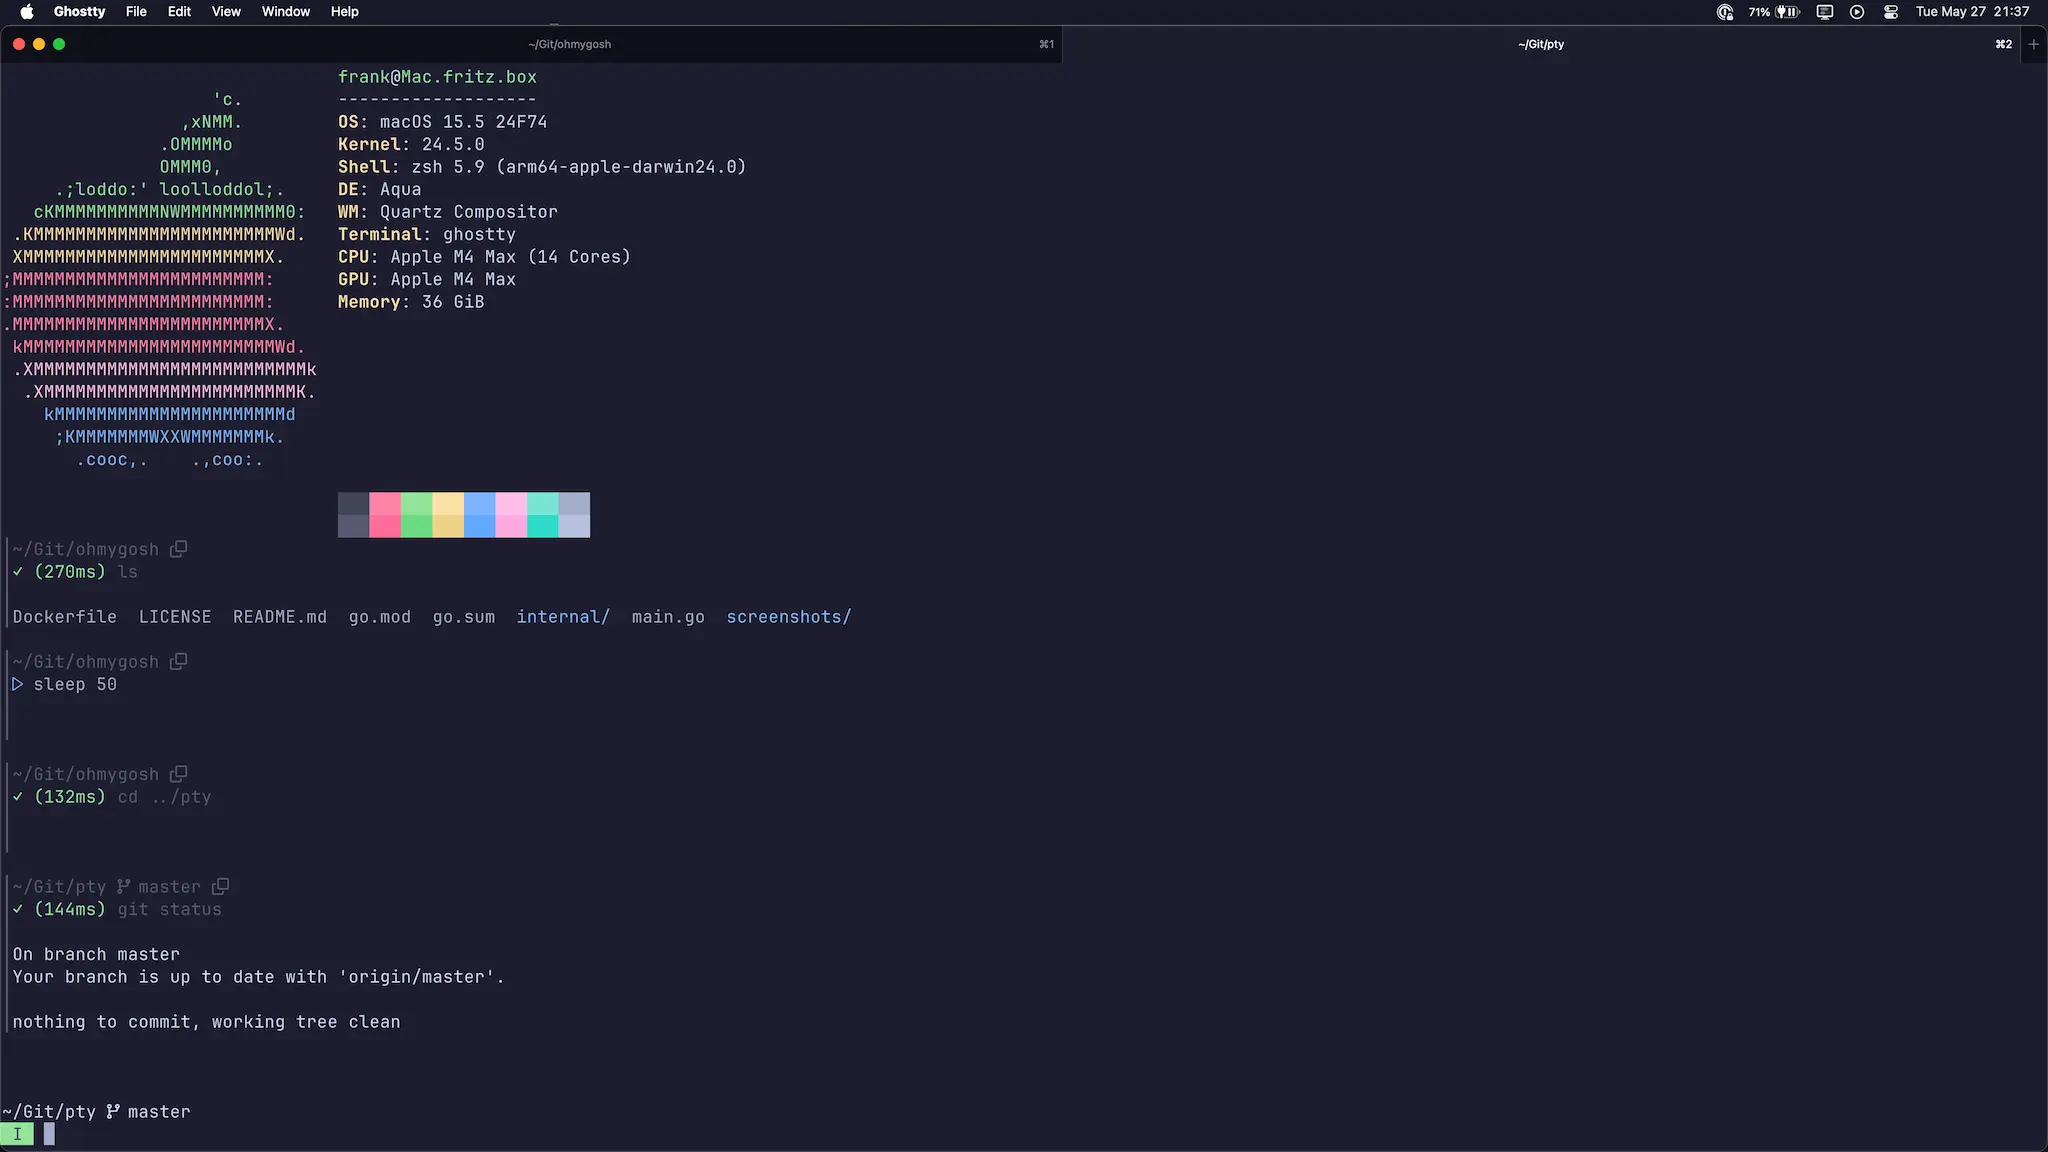 Ghostty File Edit View Window Help 71% Tue May 27 21:37
~/Git/ohmygosh ⌘1 ~/Git/pty ⌘2 +
frank@Mac.fritz.box
'c. -------------------
,xNMM. OS: macOS 15.5 24F74
.OMMMMo Kernel: 24.5.0
OMMM0, Shell: zsh 5.9 (arm64-apple-darwin24.0)
.;loddo:' loolloddol;. DE: Aqua
cKMMMMMMMMMMNWMMMMMMMMMM0: WM: Quartz Compositor
.KMMMMMMMMMMMMMMMMMMMMMMMWd. Terminal: ghostty
XMMMMMMMMMMMMMMMMMMMMMMMX. CPU: Apple M4 Max (14 Cores)
;MMMMMMMMMMMMMMMMMMMMMMMM: GPU: Apple M4 Max
:MMMMMMMMMMMMMMMMMMMMMMMM: Memory: 36 GiB
.MMMMMMMMMMMMMMMMMMMMMMMMX.
kMMMMMMMMMMMMMMMMMMMMMMMMWd.
.XMMMMMMMMMMMMMMMMMMMMMMMMMMk
.XMMMMMMMMMMMMMMMMMMMMMMMMK.
kMMMMMMMMMMMMMMMMMMMMMMd
;KMMMMMMMWXXWMMMMMMMk.
.cooc,. .,coo:.
~/Git/ohmygosh
✓ (270ms) ls
Dockerfile LICENSE README.md go.mod go.sum internal/ main.go screenshots/
~/Git/ohmygosh
▷ sleep 50
~/Git/ohmygosh
✓ (132ms) cd ../pty
~/Git/pty master
✓ (144ms) git status
On branch master
Your branch is up to date with 'origin/master'.
nothing to commit, working tree clean
~/Git/pty master
I